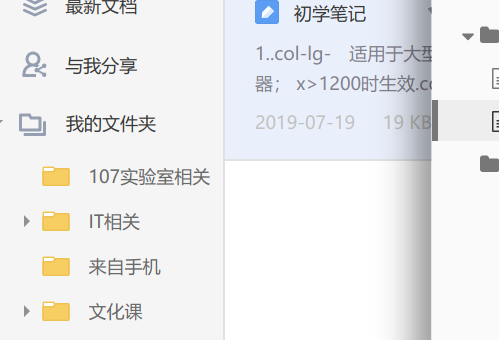 最新文档
与我分享
我的文件夹
107实验室相关
IT相关
来自手机
文化课
初学笔记
1..col-lg- 适用于大型
器； x>1200时生效.co
2019-07-19 19 KB